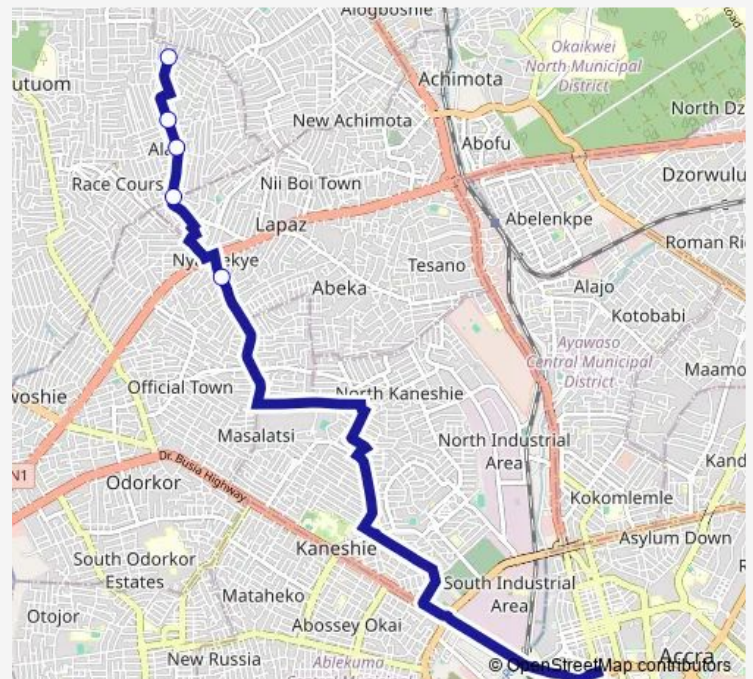 Alogboshie
utuom
Okaikwei
North Municipal
District
Achimota
New Achimota
North Dz
Road
Abofu
Race Cours
Nii Boi Town
Dzorwulu
Lapaz
Abelenkpe
Roman Ri
Tesano
Abeka
Alajo
Kotobabi
Ayawaso
Central Municipal
District
Maamo
Official Town
North Kaneshie
woshie
Masalatsi
North Industrial
Area
Kand
N1
Dr. Busia Highway
Odorkor
Kokomlemle
Asylum Down
Kaneshie
South Odorkor
Estates
South Industrial
Area
Mataheko
Otojor
Abossey Okai
New Russia
Ablekuma
Accra
© OpenStreetMap contributors